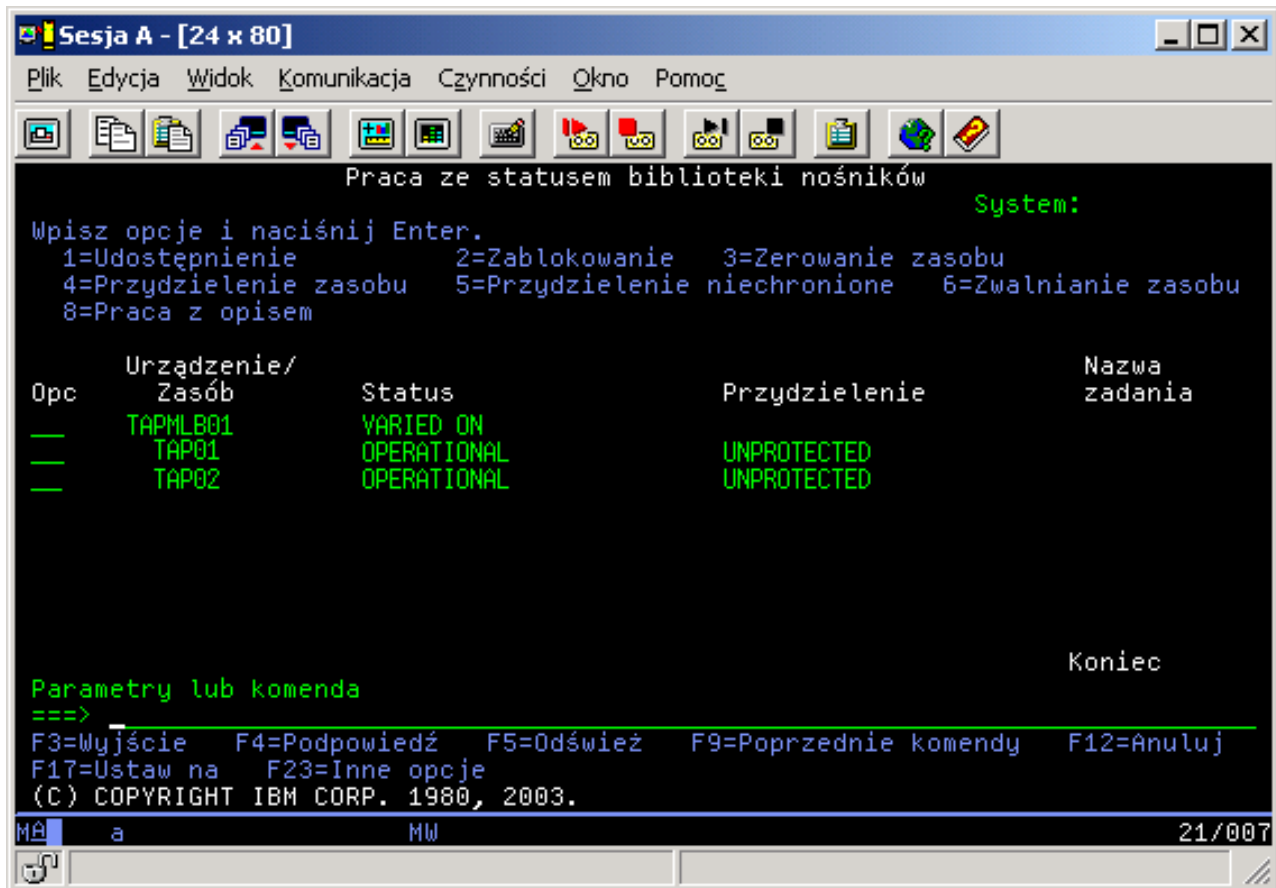 Sesja A - [24 x 80]
Plik Edycja Widok Komunikacja Czynności Okno Pomoc
Praca ze statusem biblioteki nośników
System:
Wpisz opcje i naciśnij Enter.
1=Udostępnienie 2=Zablokowanie 3=Zerowanie zasobu
4=Przydzielenie zasobu 5=Przydzielenie niechronione 6=Zwalnianie zasobu
8=Praca z opisem
Urządzenie/ Nazwa
Opc Zasób Status Przydzielenie zadania
TAPMLB01 VARIED ON
TAP01 OPERATIONAL UNPROTECTED
TAP02 OPERATIONAL UNPROTECTED
Koniec
Parametry lub komenda
===>
F3=Wyjście F4=Podpowiedź F5=Odśwież F9=Poprzednie komendy F12=Anuluj
F17=Ustaw na F23=Inne opcje
(C) COPYRIGHT IBM CORP. 1980, 2003.
MA a MW 21/007